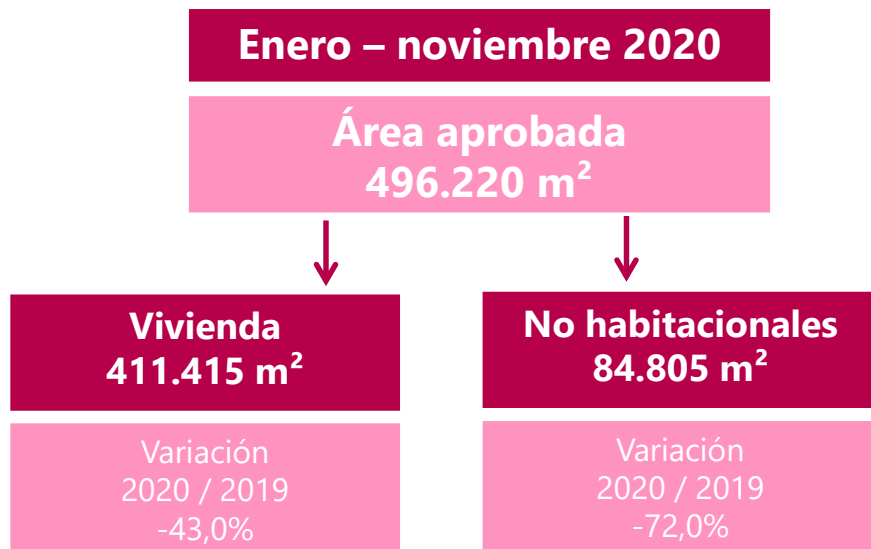 Enero – noviembre 2020
Área aprobada
496.220 m²
Vivienda
411.415 m²
Variación
2020 / 2019
-43,0%
No habitacionales
84.805 m²
Variación
2020 / 2019
-72,0%